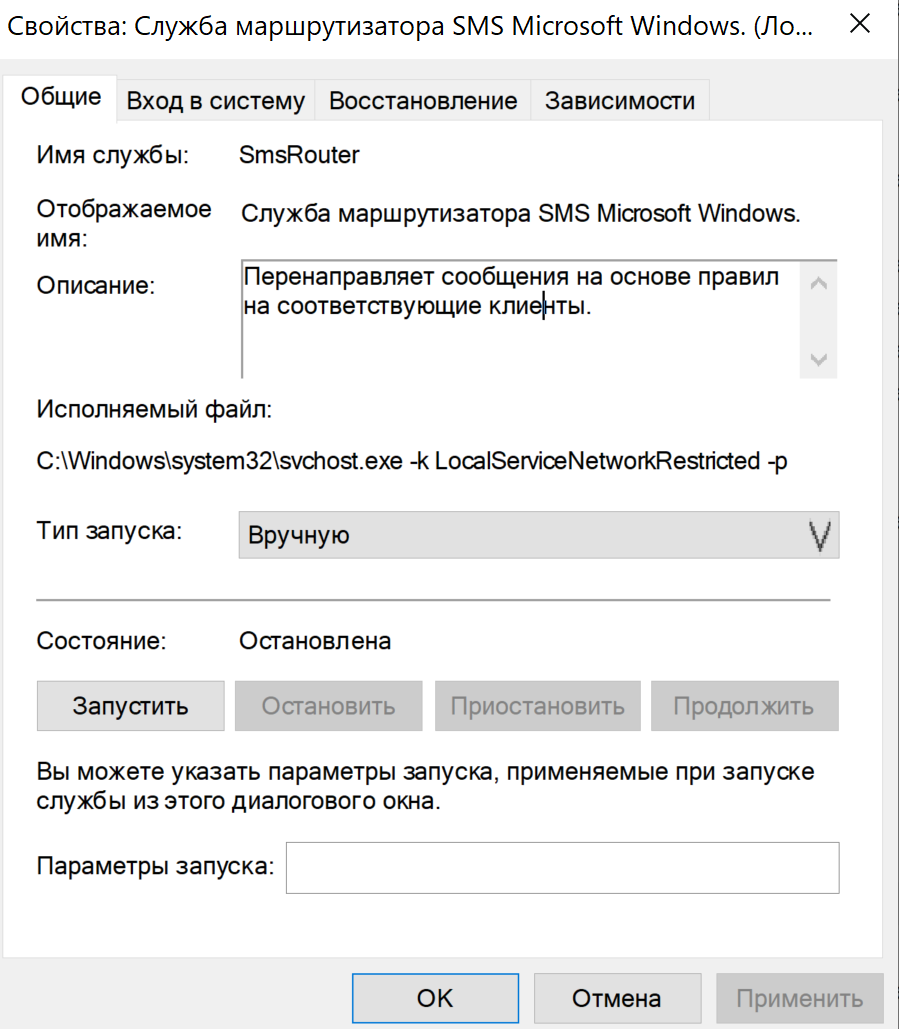 Свойства: Служба маршрутизатора SMS Microsoft Windows. (Ло...
Общие
Вход в систему
Восстановление
Зависимости
Имя службы:
SmsRouter
Отображаемое
имя:
Служба маршрутизатора SMS Microsoft Windows.
Описание:
Перенаправляет сообщения на основе правил
на соответствующие клиенты.
Исполняемый файл:
C:\Windows\system32\svchost.exe -k LocalServiceNetworkRestricted -p
Тип запуска:
Вручную
Состояние:
Остановлена
Запустить
Остановить
Приостановить
Продолжить
Вы можете указать параметры запуска, применяемые при запуске
службы из этого диалогового окна.
Параметры запуска:
OK
Отмена
Применить